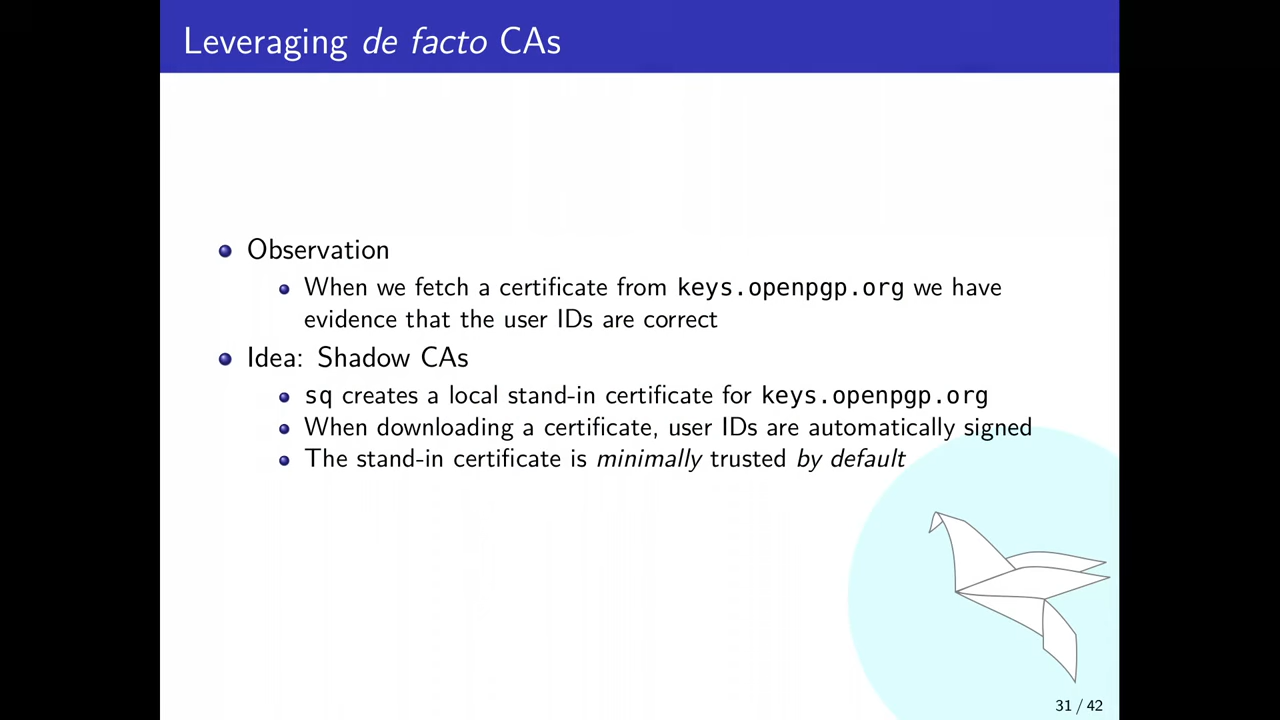 Leveraging de facto CAs
Observation
When we fetch a certificate from keys.openpgp.org we have
evidence that the user IDs are correct
Idea: Shadow CAs
sq creates a local stand-in certificate for keys.openpgp.org
When downloading a certificate, user IDs are automatically signed
The stand-in certificate is minimally trusted by default
31 / 42